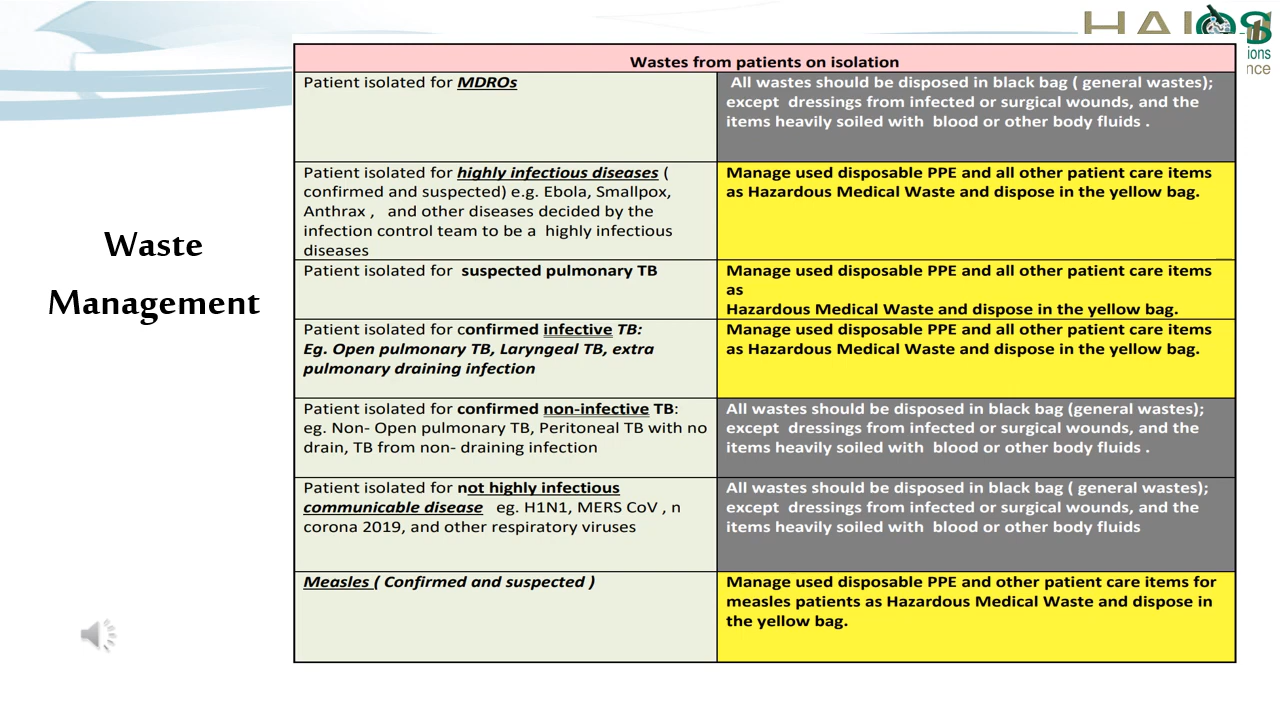 HAI
ions
nce
Wastes from patients on isolation
Patient isolated for MDROs
All wastes should be disposed in black bag ( general wastes);
except dressings from infected or surgical wounds, and the
items heavily soiled with blood or other body fluids .
Patient isolated for highly infectious diseases (
confirmed and suspected) e.g. Ebola, Smallpox,
Anthrax , and other diseases decided by the
infection control team to be a highly infectious
diseases
Manage used disposable PPE and all other patient care items
as Hazardous Medical Waste and dispose in the yellow bag.
Waste
Management
Patient isolated for suspected pulmonary TB
Manage used disposable PPE and all other patient care items
as
Hazardous Medical Waste and dispose in the yellow bag.
Patient isolated for confirmed infective TB:
Eg. Open pulmonary TB, Laryngeal TB, extra
pulmonary draining infection
Manage used disposable PPE and all other patient care items
as Hazardous Medical Waste and dispose in the yellow bag.
Patient isolated for confirmed non-infective TB:
eg. Non- Open pulmonary TB, Peritoneal TB with no
drain, TB from non- draining infection
All wastes should be disposed in black bag (general wastes);
except dressings from infected or surgical wounds, and the
items heavily soiled with blood or other body fluids .
Patient isolated for not highly infectious
communicable disease eg. H1N1, MERS CoV , n
corona 2019, and other respiratory viruses
All wastes should be disposed in black bag ( general wastes);
except dressings from infected or surgical wounds, and the
items heavily soiled with blood or other body fluids
Measles ( Confirmed and suspected )
Manage used disposable PPE and other patient care items for
measles patients as Hazardous Medical Waste and dispose in
the yellow bag.